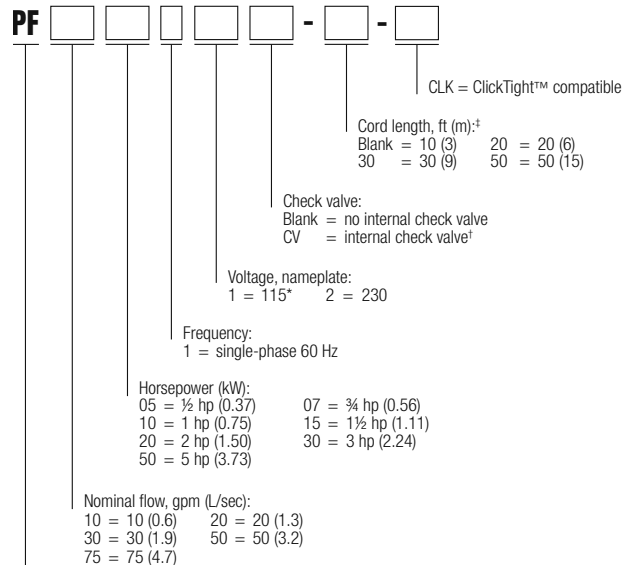 PF - -
CLK = ClickTight™ compatible
Cord length, ft (m):‡
Blank = 10 (3) 20 = 20 (6)
30 = 30 (9) 50 = 50 (15)
Check valve:
Blank = no internal check valve
CV = internal check valve†
Voltage, nameplate:
1 = 115* 2 = 230
Frequency:
1 = single-phase 60 Hz
Horsepower (kW):
05 = ½ hp (0.37) 07 = ¾ hp (0.56)
10 = 1 hp (0.75) 15 = 1½ hp (1.11)
20 = 2 hp (1.50) 30 = 3 hp (2.24)
50 = 5 hp (3.73)
Nominal flow, gpm (L/sec):
10 = 10 (0.6) 20 = 20 (1.3)
30 = 30 (1.9) 50 = 50 (3.2)
75 = 75 (4.7)